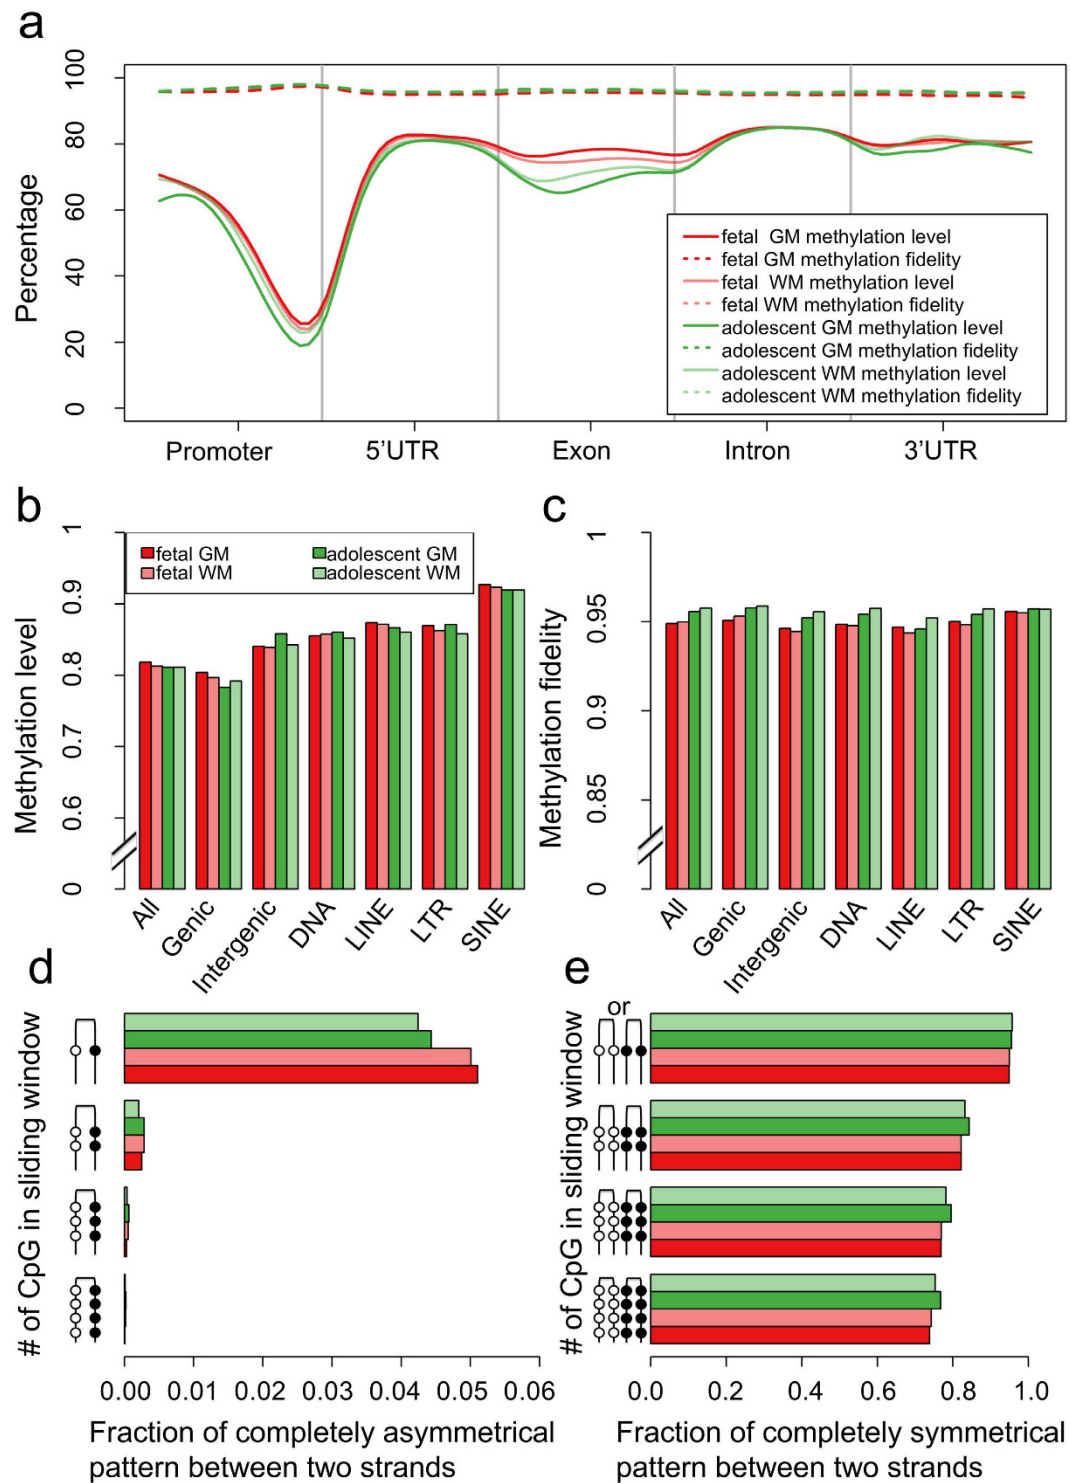 a
100
80
60
40
20
0
Percentage
fetal GM methylation level
fetal GM methylation fidelity
fetal WM methylation level
fetal WM methylation fidelity
adolescent GM methylation level
adolescent GM methylation fidelity
adolescent WM methylation level
adolescent WM methylation fidelity
Promoter 5'UTR Exon Intron 3'UTR
b
1
0.9
0.8
0.7
0.6
0
Methylation level
fetal GM adolescent GM
fetal WM adolescent WM
All Genic Intergenic DNA LINE LTR SINE
c
1
0.95
0.9
0.85
0
Methylation fidelity
All Genic Intergenic DNA LINE LTR SINE
d
# of CpG in sliding window
0.00 0.01 0.02 0.03 0.04 0.05 0.06
Fraction of completely asymmetrical
pattern between two strands
e
or
# of CpG in sliding window
0.0 0.2 0.4 0.6 0.8 1.0
Fraction of completely symmetrical
pattern between two strands